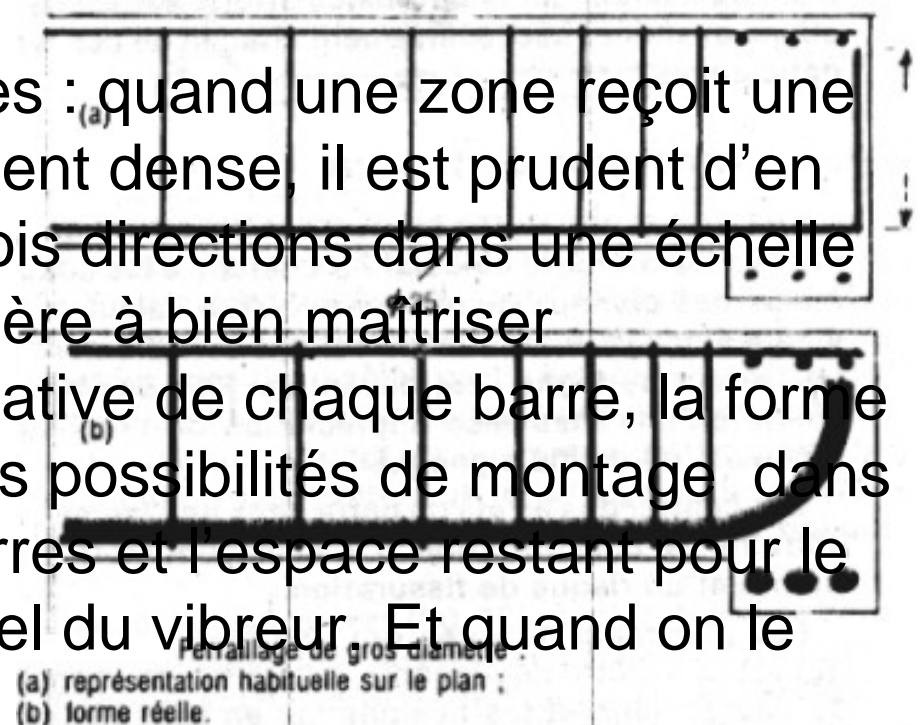 es : quand une zone reçoit une
(a)
ent dense, il est prudent d'en
ois directions dans une échelle
ϕ 25
ère à bien maîtriser
ative de chaque barre, la forme
(b)
s possibilités de montage dans
rres et l'espace restant pour le
el du vibreur. Et quand on le
Ferraillage de gros diamètre :
(a) représentation habituelle sur le plan ;
(b) forme réelle.